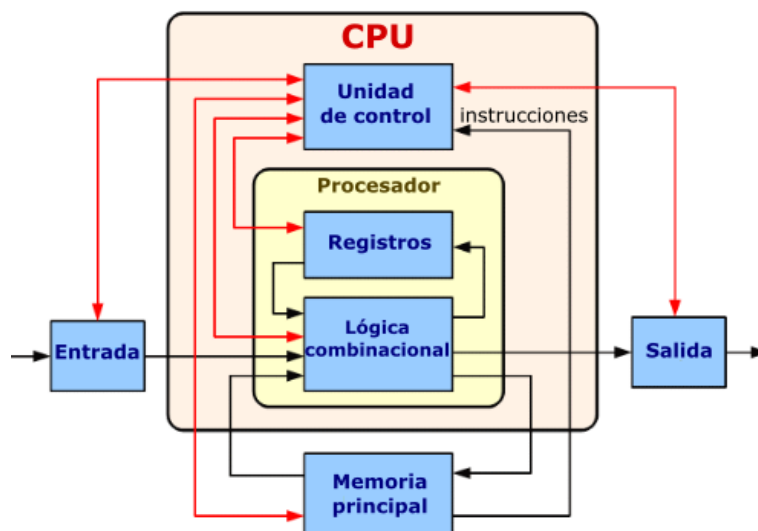 CPU
Unidad
de control
instrucciones
Procesador
Registros
Lógica
combinacional
Entrada
Salida
Memoria
principal